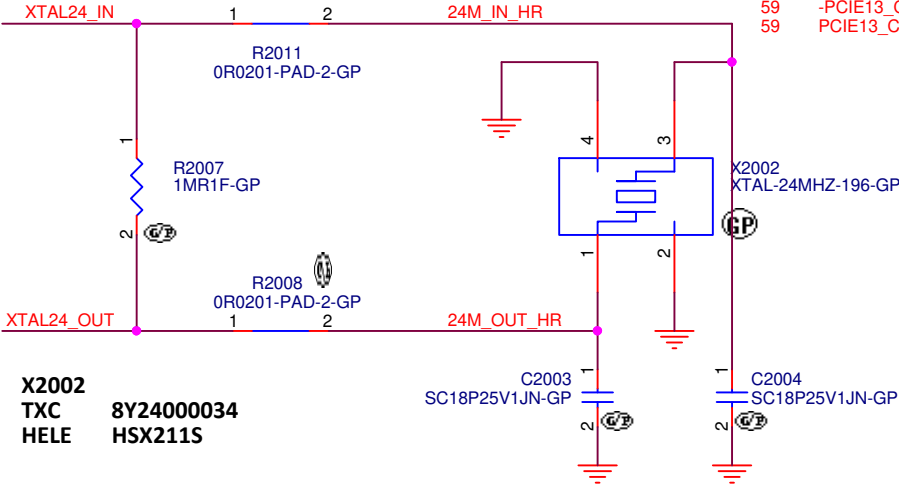 XTAL24_IN 1 2 24M_IN_HR 59 -PCIE13_C
59 PCIE13_C
R2011
0R0201-PAD-2-GP
4 3
1
R2007
1MR1F-GP
X2002
XTAL-24MHZ-196-GP
2 G/P
GP
1 2
R2008
0R0201-PAD-2-GP
XTAL24_OUT 1 2 24M_OUT_HR
X2002
TXC 8Y24000034
HELE HSX211S
1 C2003
SC18P25V1JN-GP
2 G/P
1 C2004
SC18P25V1JN-GP
2 G/P